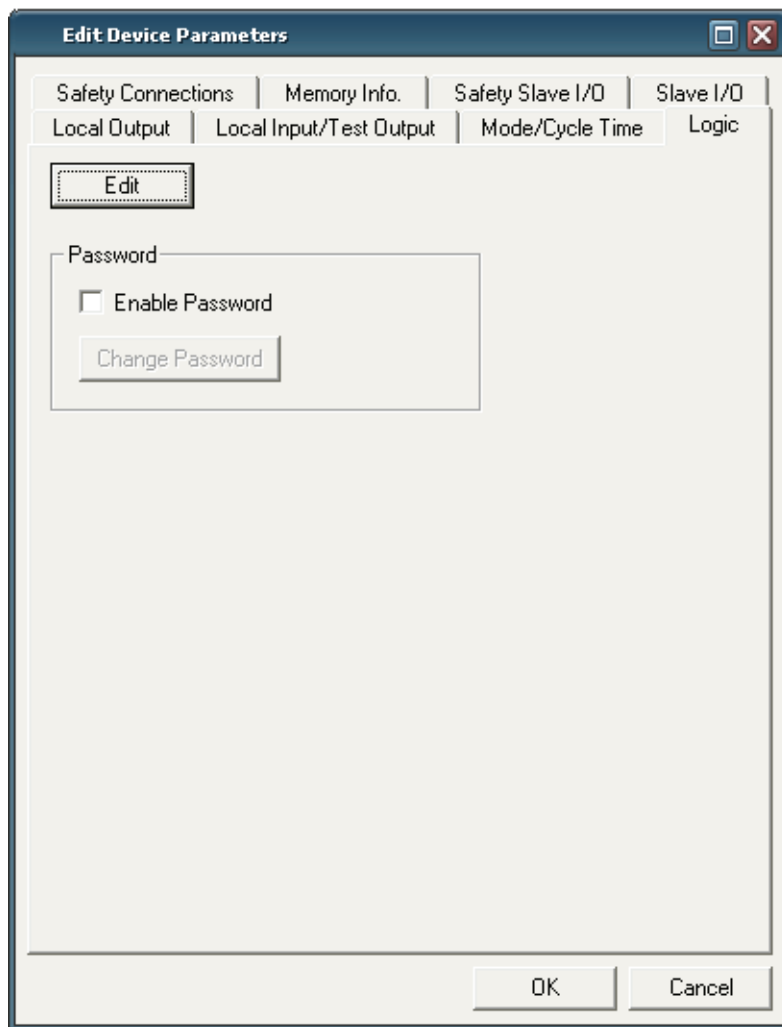 Edit Device Parameters
Safety Connections Memory Info. Safety Slave I/O Slave I/O
Local Output Local Input/Test Output Mode/Cycle Time Logic
Edit
Password
Enable Password
Change Password
OK Cancel